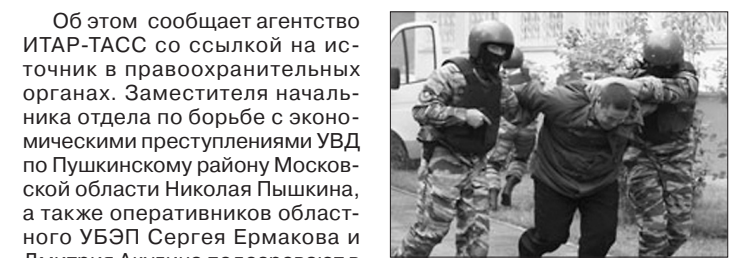 Об этом сообщает агентство
ИТАР-ТАСС со ссылкой на ис-
точник в правоохранительных
органах. Заместителя началь-
ника отдела по борьбе с эконо-
мическими преступлениями УВД
по Пушкинскому району Москов-
ской области Николая Пышкина,
а также оперативников област-
ного УБЭП Сергея Ермакова и